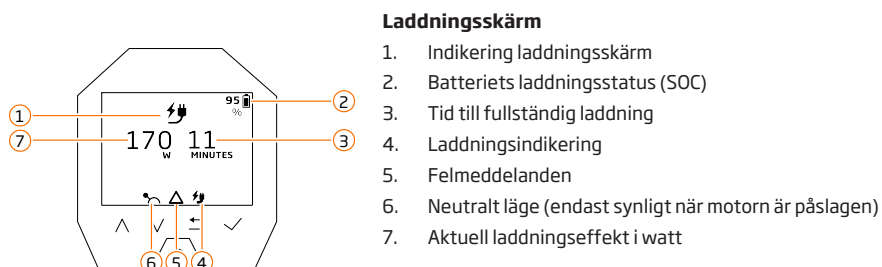 Laddningsskärm
1. Indikering laddningsskärm
2. Batteriets laddningsstatus (SOC)
3. Tid till fullständig laddning
4. Laddningsindikering
5. Felmeddelanden
6. Neutralt läge (endast synligt när motorn är påslagen)
7. Aktuell laddningseffekt i watt
95
%
1
2
7
170 W
11 MINUTES
3
6 5 4